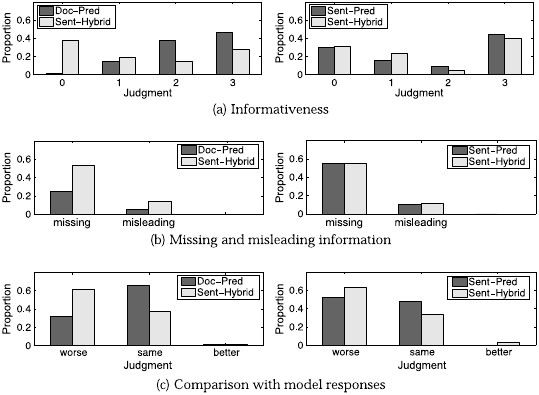 Proportion
0.6
0.4
0.2
0
Doc-Pred
Sent-Hybrid
0 1 2 3
Judgment
Proportion
0.6
0.4
0.2
0
Sent-Pred
Sent-Hybrid
0 1 2 3
Judgment
(a) Informativeness
Proportion
0.6
0.4
0.2
0
Doc-Pred
Sent-Hybrid
missing misleading
Proportion
0.6
0.4
0.2
0
Sent-Pred
Sent-Hybrid
missing misleading
(b) Missing and misleading information
Proportion
0.6
0.4
0.2
0
Doc-Pred
Sent-Hybrid
worse same better
Judgment
Proportion
0.6
0.4
0.2
0
Sent-Pred
Sent-Hybrid
worse same better
Judgment
(c) Comparison with model responses